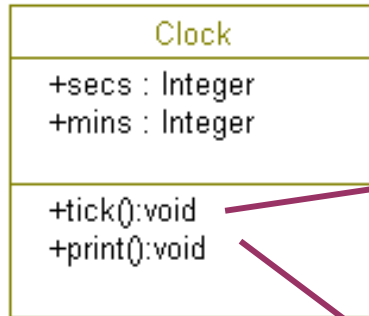 Clock
+secs : Integer
+mins : Integer
+tick():void
+print():void